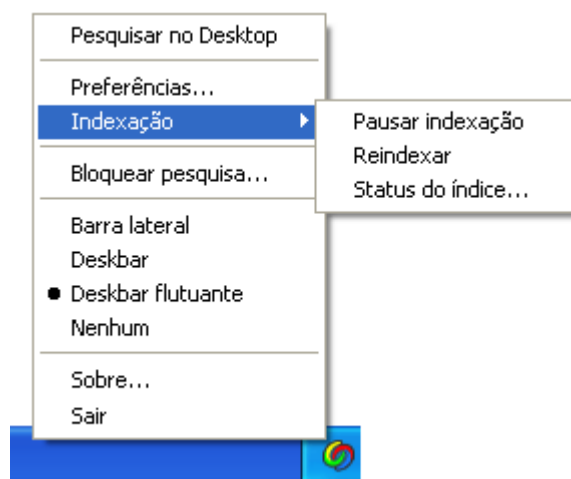 Pesquisar no Desktop
Preferências...
Indexação
Pausar indexação
Reindexar
Status do índice...
Bloquear pesquisa...
Barra lateral
Deskbar
Deskbar flutuante
Nenhum
Sobre...
Sair